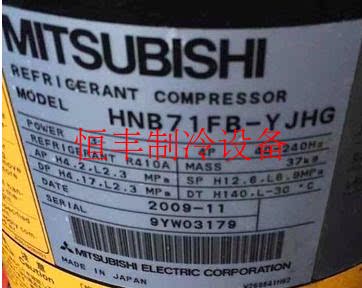 MITSUBISHI
REFRIGERANT COMPRESSOR
MODEL HNB71FB-YJHG
恒丰制冷设备
POWER 240Hz
REFRIGERANT R410A MASS 37kg
AP H4.2,L2.3 MPa SP H12.6,L6.9MPa
DP H4.17,L2.3 MPa DT H140,L-30 °C
DATE 2009-11
SERIAL 9YW03179
MITSUBISHI ELECTRIC CORPORATION
MADE IN JAPAN